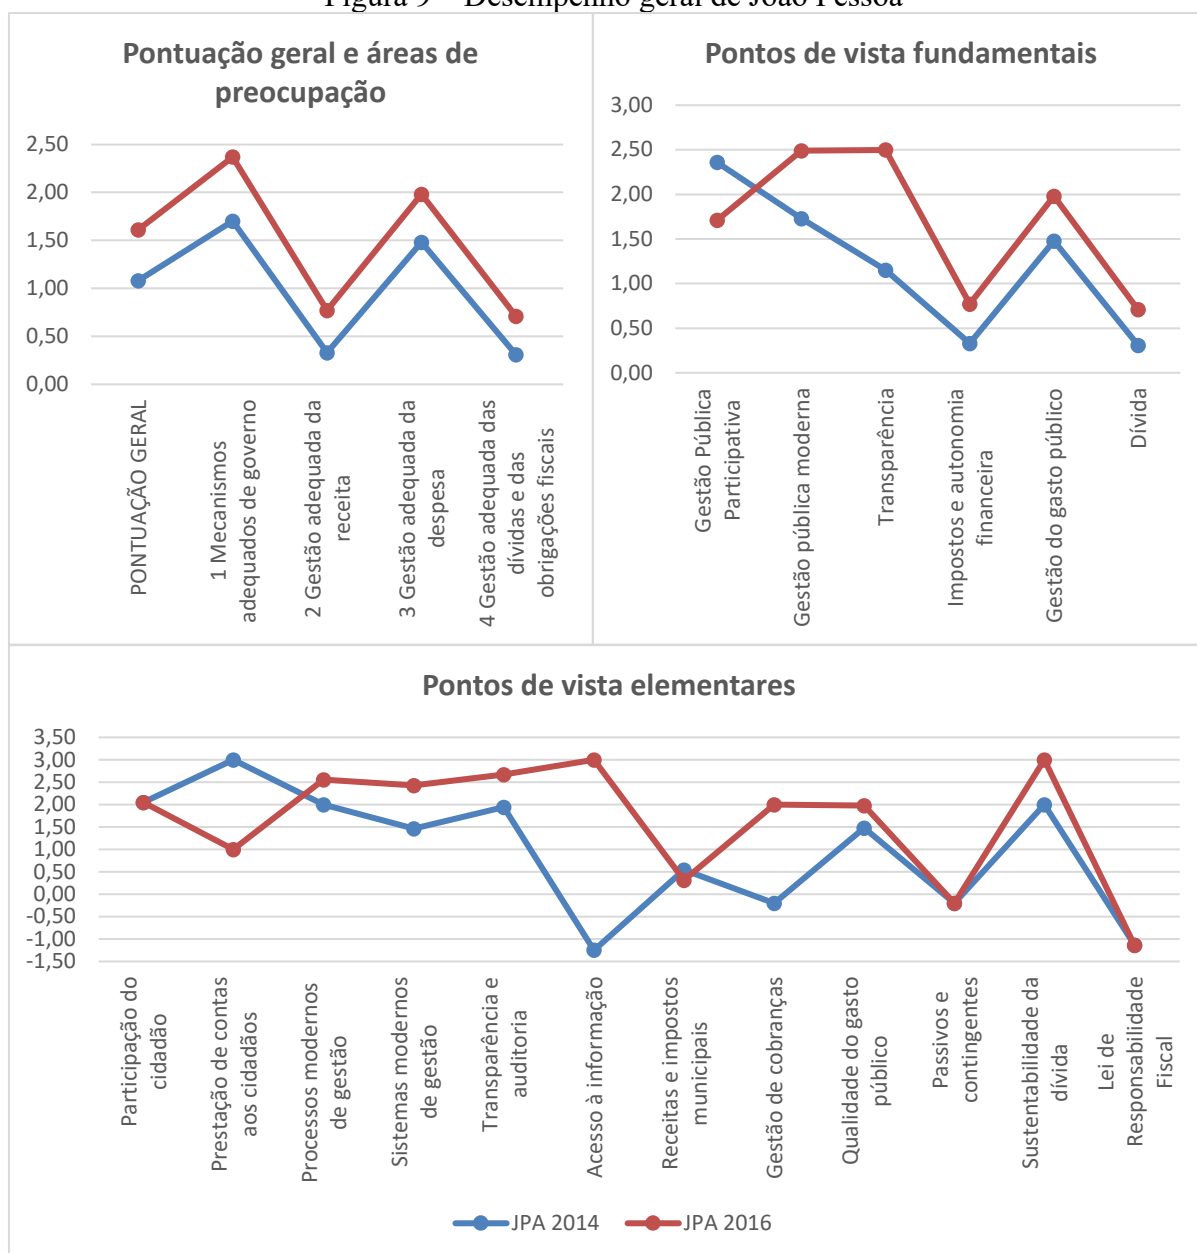 Figura 9 – Desempenho geral de João Pessoa
Pontuação geral e áreas de
preocupação
2,50
2,00
1,50
1,00
0,50
0,00
PONTUAÇÃO GERAL
1 Mecanismos
adequados de governo
2 Gestão adequada da
receita
3 Gestão adequada da
despesa
4 Gestão adequada das
dívidas e das
obrigações fiscais
Pontos de vista fundamentais
3,00
2,50
2,00
1,50
1,00
0,50
0,00
Gestão Pública
Participativa
Gestão pública moderna
Transparência
Impostos e autonomia
financeira
Gestão do gasto público
Dívida
Pontos de vista elementares
3,50
3,00
2,50
2,00
1,50
1,00
0,50
0,00
-0,50
-1,00
-1,50
Participação do
cidadão
Prestação de contas
aos cidadãos
Processos modernos
de gestão
Sistemas modernos
de gestão
Transparência e
auditoria
Acesso à informação
Receitas e impostos
municipais
Gestão de cobranças
Qualidade do gasto
público
Passivos e
contingentes
Sustentabilidade da
dívida
Lei de
Responsabilidade
Fiscal
JPA 2014
JPA 2016